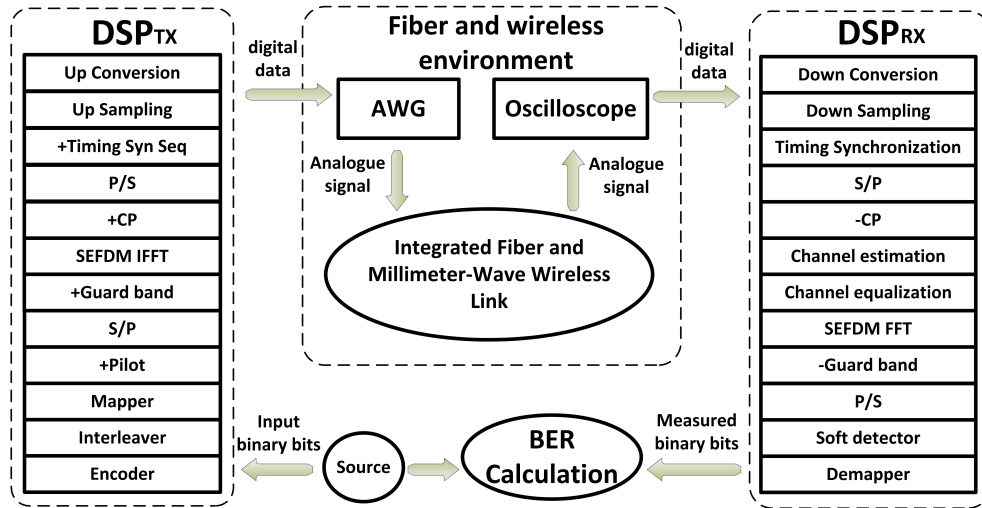 DSPTX
Up Conversion
Up Sampling
+Timing Syn Seq
P/S
+CP
SEFDM IFFT
+Guard band
S/P
+Pilot
Mapper
Interleaver
Encoder
digital
data
Fiber and wireless
environment
AWG
Oscilloscope
Analogue
signal
Analogue
signal
Integrated Fiber and
Millimeter-Wave Wireless
Link
digital
data
Input
binary bits
Source
BER
Calculation
Measured
binary bits
DSPRX
Down Conversion
Down Sampling
Timing Synchronization
S/P
-CP
Channel estimation
Channel equalization
SEFDM FFT
-Guard band
P/S
Soft detector
Demapper